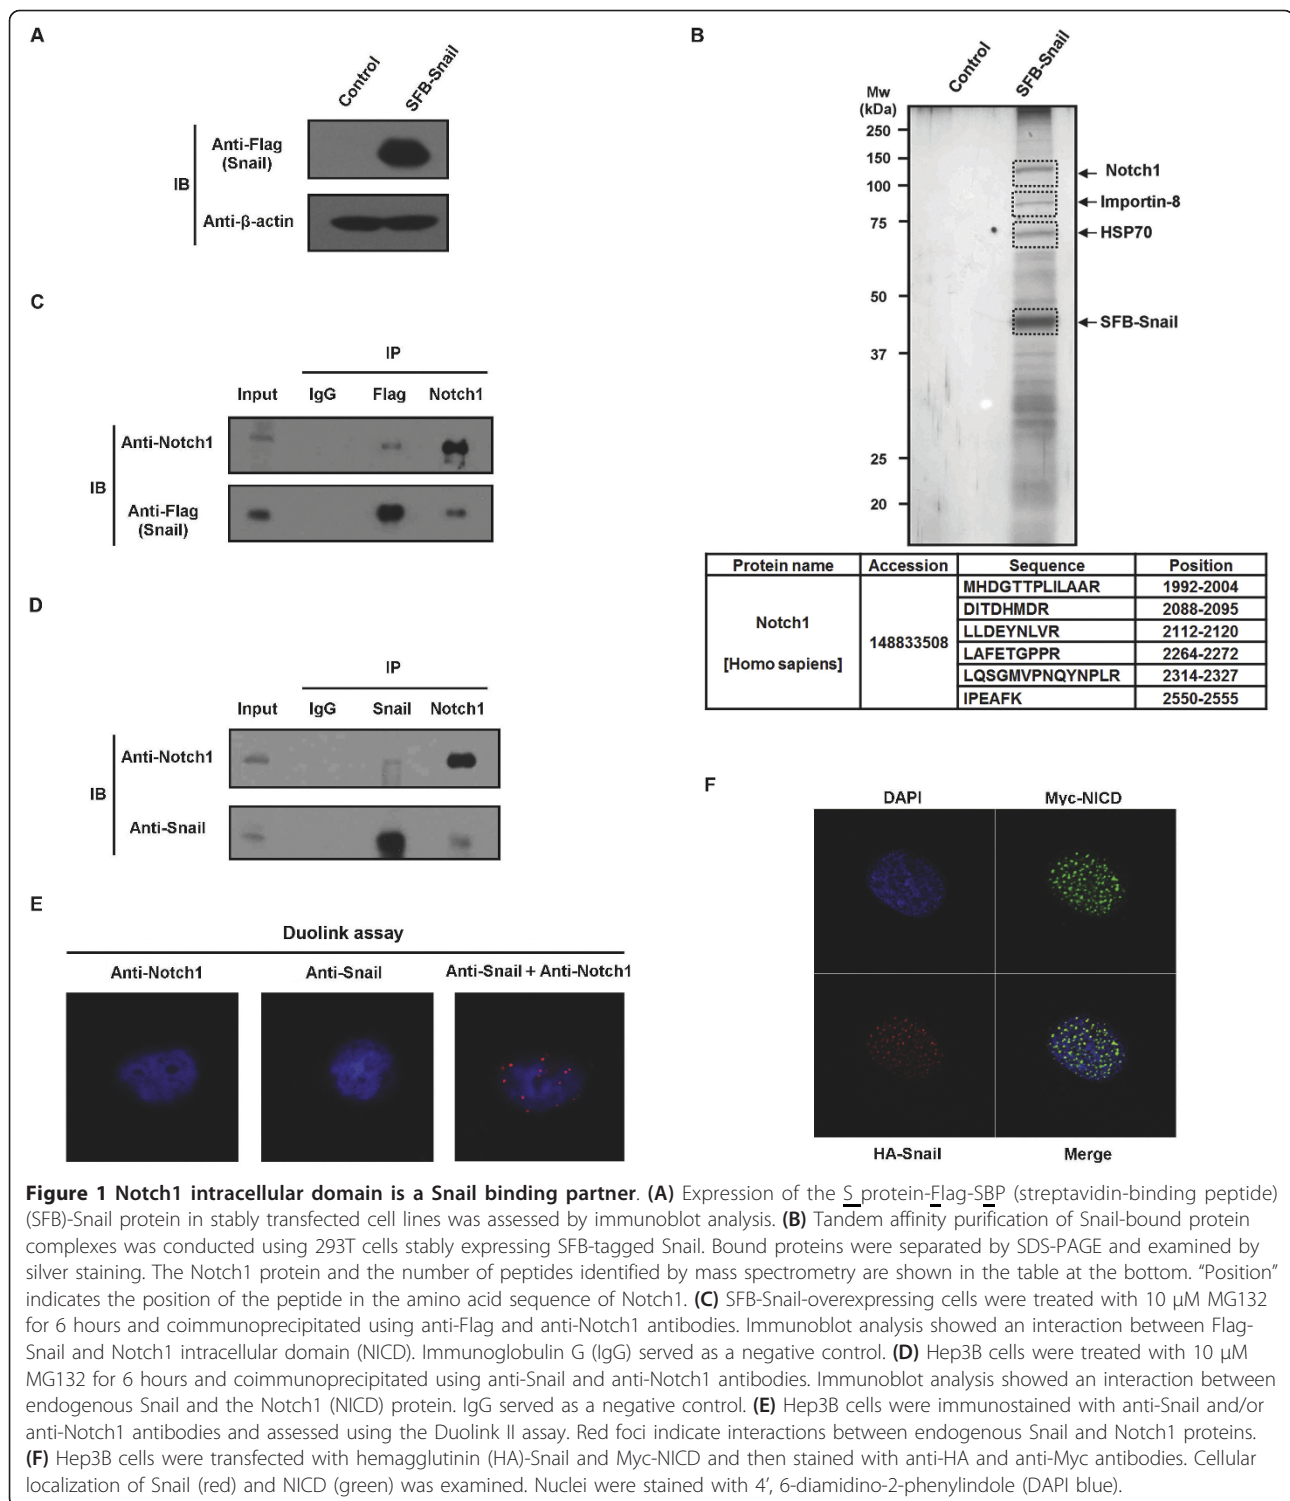 A
Control
SFB-Snail
IB
Anti-Flag
(Snail)
Anti-β-actin
B
Control
SFB-Snail
Mw
(kDa)
250
150
100
75
50
37
25
20
Notch1
Importin-8
HSP70
SFB-Snail
Protein name Accession Sequence Position
Notch1
[Homo sapiens]
148833508
MHDGTTPLILAAR 1992-2004
DITDHMDR 2088-2095
LLDEYNLVR 2112-2120
LAFETGPPR 2264-2272
LQSGMVPNQYNPLR 2314-2327
IPEAFK 2550-2555
C
IP
Input IgG Flag Notch1
IB
Anti-Notch1
Anti-Flag
(Snail)
D
IP
Input IgG Snail Notch1
IB
Anti-Notch1
Anti-Snail
E
Duolink assay
Anti-Notch1 Anti-Snail Anti-Snail + Anti-Notch1
F
DAPI Myc-NICD
HA-Snail Merge
Figure 1 Notch1 intracellular domain is a Snail binding partner. (A) Expression of the S protein-Flag-SBP (streptavidin-binding peptide)
(SFB)-Snail protein in stably transfected cell lines was assessed by immunoblot analysis. (B) Tandem affinity purification of Snail-bound protein
complexes was conducted using 293T cells stably expressing SFB-tagged Snail. Bound proteins were separated by SDS-PAGE and examined by
silver staining. The Notch1 protein and the number of peptides identified by mass spectrometry are shown in the table at the bottom. “Position”
indicates the position of the peptide in the amino acid sequence of Notch1. (C) SFB-Snail-overexpressing cells were treated with 10 μM MG132
for 6 hours and coimmunoprecipitated using anti-Flag and anti-Notch1 antibodies. Immunoblot analysis showed an interaction between Flag-
Snail and Notch1 intracellular domain (NICD). Immunoglobulin G (IgG) served as a negative control. (D) Hep3B cells were treated with 10 μM
MG132 for 6 hours and coimmunoprecipitated using anti-Snail and anti-Notch1 antibodies. Immunoblot analysis showed an interaction between
endogenous Snail and the Notch1 (NICD) protein. IgG served as a negative control. (E) Hep3B cells were immunostained with anti-Snail and/or
anti-Notch1 antibodies and assessed using the Duolink II assay. Red foci indicate interactions between endogenous Snail and Notch1 proteins.
(F) Hep3B cells were transfected with hemagglutinin (HA)-Snail and Myc-NICD and then stained with anti-HA and anti-Myc antibodies. Cellular
localization of Snail (red) and NICD (green) was examined. Nuclei were stained with 4’, 6-diamidino-2-phenylindole (DAPI blue).